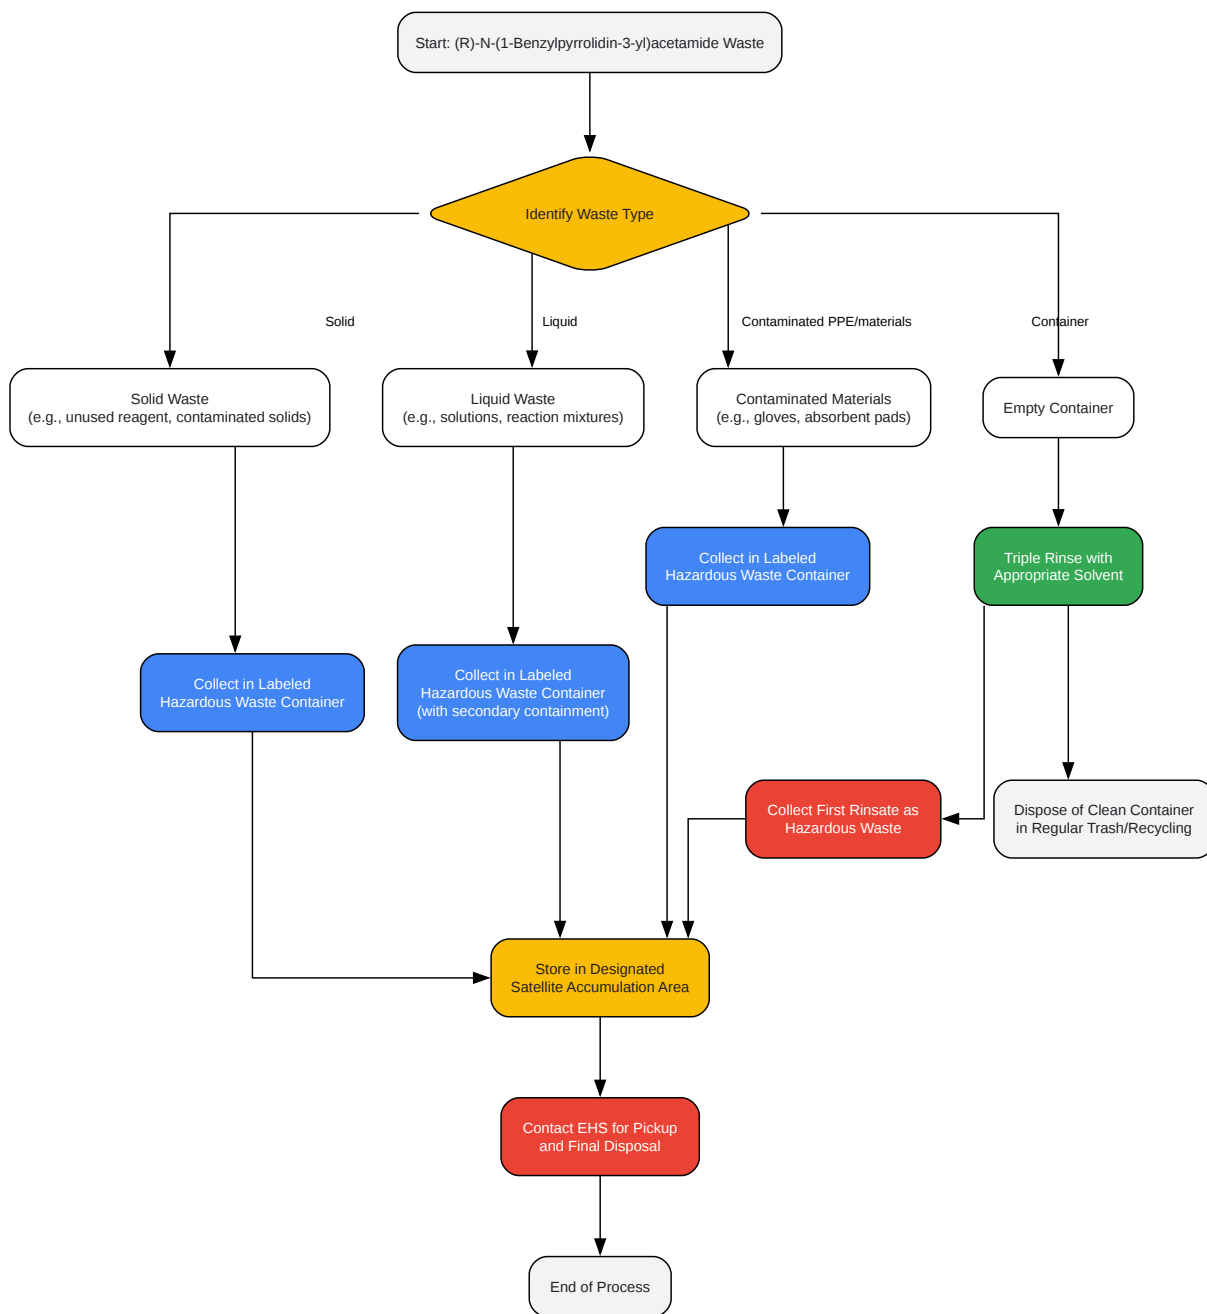 Start: (R)-N-(1-Benzylpyrrolidin-3-yl)acetamide Waste
Identify Waste Type
Solid
Liquid
Contaminated PPE/materials
Container
Solid Waste
(e.g., unused reagent, contaminated solids)
Liquid Waste
(e.g., solutions, reaction mixtures)
Contaminated Materials
(e.g., gloves, absorbent pads)
Empty Container
Collect in Labeled
Hazardous Waste Container
Triple Rinse with
Appropriate Solvent
Collect in Labeled
Hazardous Waste Container
Collect in Labeled
Hazardous Waste Container
(with secondary containment)
Collect First Rinsate as
Hazardous Waste
Dispose of Clean Container
in Regular Trash/Recycling
Store in Designated
Satellite Accumulation Area
Contact EHS for Pickup
and Final Disposal
End of Process